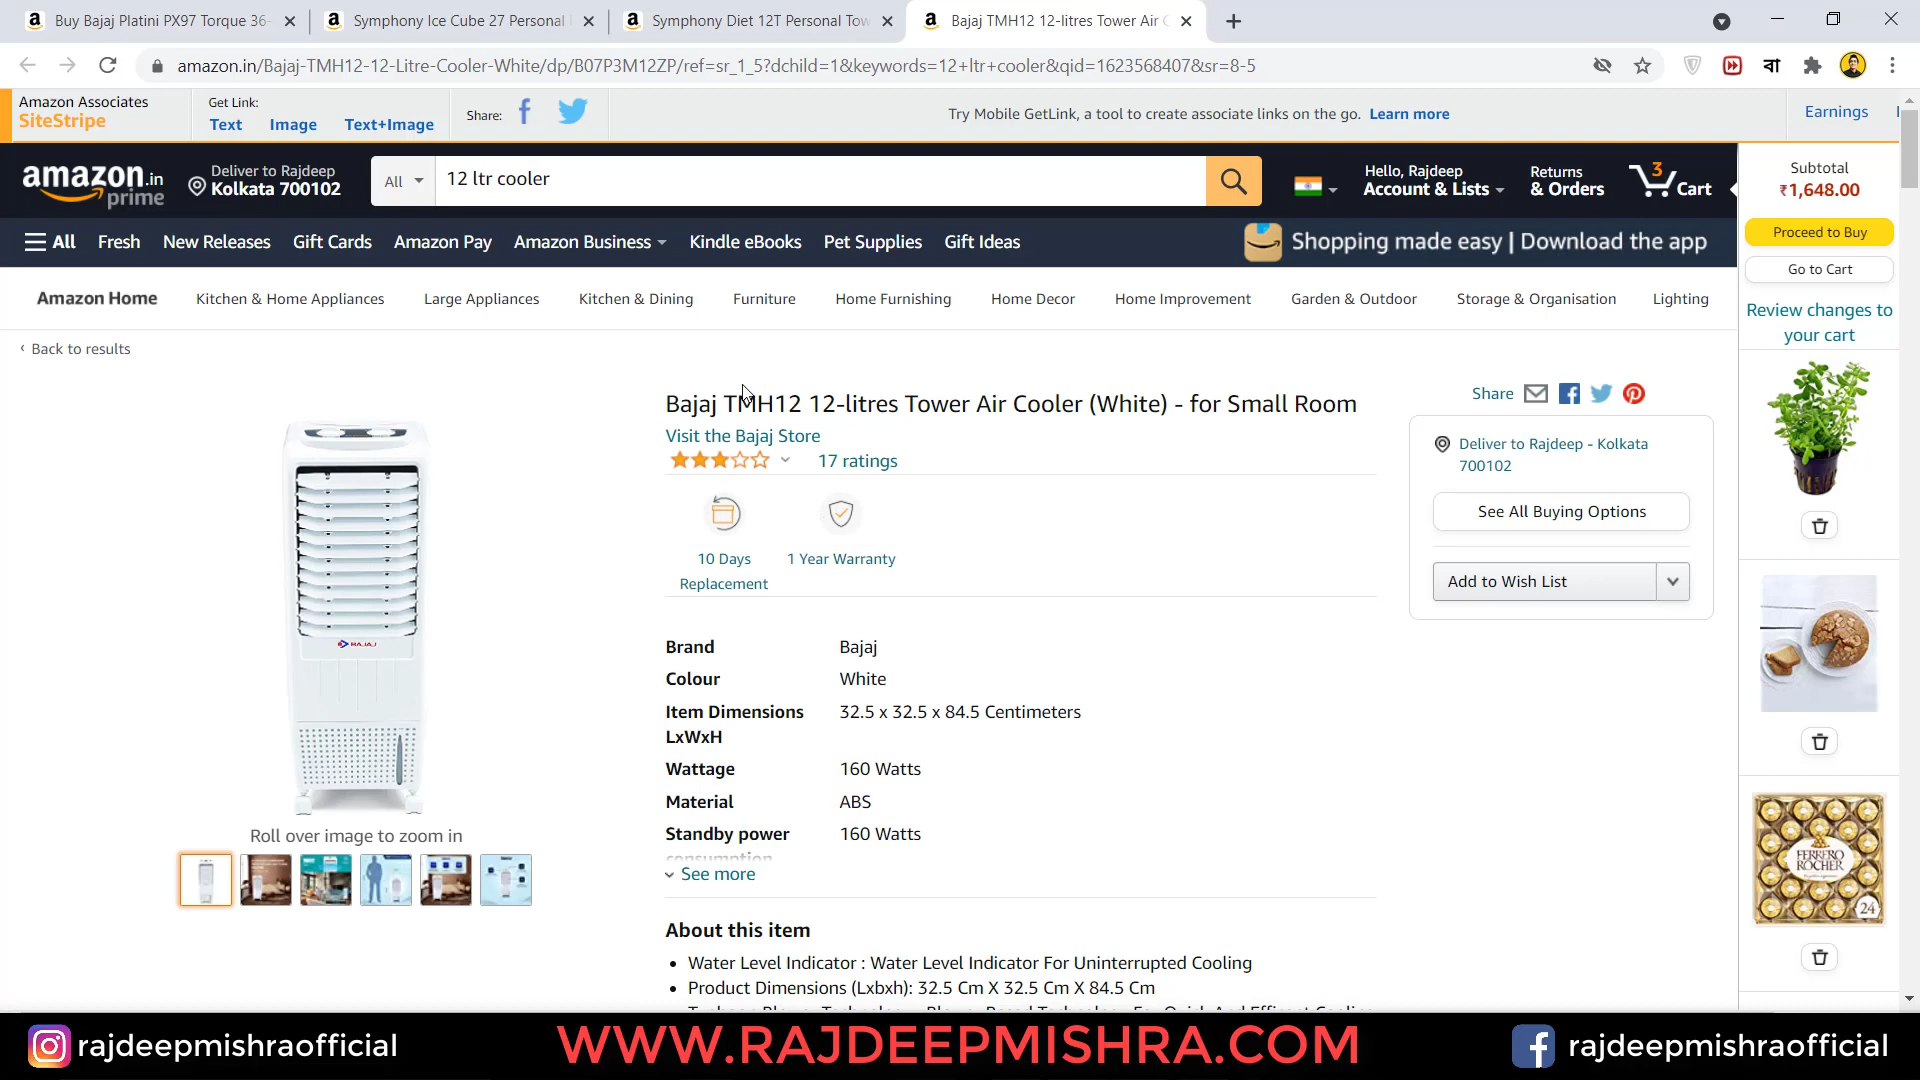 Buy Bajaj Platini PX97 Torque 36-
Symphony Ice Cube 27 Personal
Symphony Diet 12T Personal Tow
Bajaj TMH12 12-litres Tower Air C
amazon.in/Bajaj-TMH12-12-Litre-Cooler-White/dp/B07P3M12ZP/ref=sr_1_5?dchild=1&keywords=12+ltr+cooler&qid=1623568407&sr=8-5
Amazon Associates
SiteStripe
Get Link:
Text Image Text+Image
Share:
Try Mobile GetLink, a tool to create associate links on the go. Learn more
Earnings
amazon.in
prime
Deliver to Rajdeep
Kolkata 700102
All
12 ltr cooler
Hello, Rajdeep
Account & Lists
Returns
& Orders
3
Cart
Subtotal
₹1,648.00
Proceed to Buy
Go to Cart
Review changes to
your cart
All Fresh New Releases Gift Cards Amazon Pay Amazon Business Kindle eBooks Pet Supplies Gift Ideas
Shopping made easy | Download the app
Amazon Home Kitchen & Home Appliances Large Appliances Kitchen & Dining Furniture Home Furnishing Home Decor Home Improvement Garden & Outdoor Storage & Organisation Lighting
‹ Back to results
Bajaj TMH12 12-litres Tower Air Cooler (White) - for Small Room
Visit the Bajaj Store
17 ratings
10 Days
Replacement
1 Year Warranty
Share
Deliver to Rajdeep - Kolkata
700102
See All Buying Options
Add to Wish List
Brand Bajaj
Colour White
Item Dimensions 32.5 x 32.5 x 84.5 Centimeters
LxWxH
Wattage 160 Watts
Material ABS
Standby power 160 Watts
consumption
See more
BAJAJ
Roll over image to zoom in
About this item
• Water Level Indicator : Water Level Indicator For Uninterrupted Cooling
• Product Dimensions (Lxbxh): 32.5 Cm X 32.5 Cm X 84.5 Cm
FERRERO
ROCHER
24
rajdeepmishraofficial
WWW.RAJDEEPMISHRA.COM
rajdeepmishraofficial